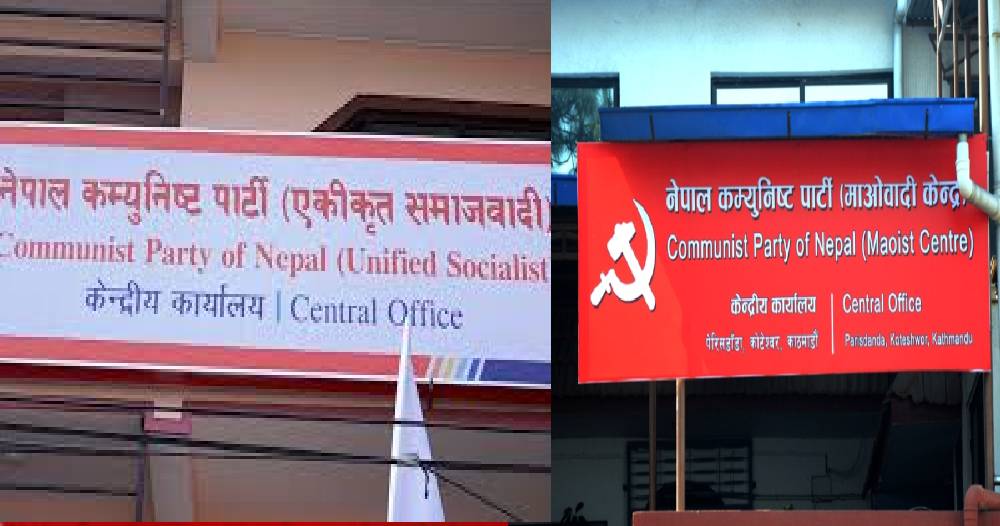 नेपाल कम्युनिष्ट पार्टी (एकीकृत समाजवादी)
Communist Party of Nepal (Unified Socialist
केन्द्रीय कार्यालय | Central Office
नेपाल कम्युनिष्ट पार्टी (माओवादी केन्द्र)
Communist Party of Nepal (Maoist Centre)
केन्द्रीय कार्यालय | Central Office
पेरिसडाँडा, कोटेश्वर, काठमाडौं | Parisdanda, Koteshwor, Kathmandu